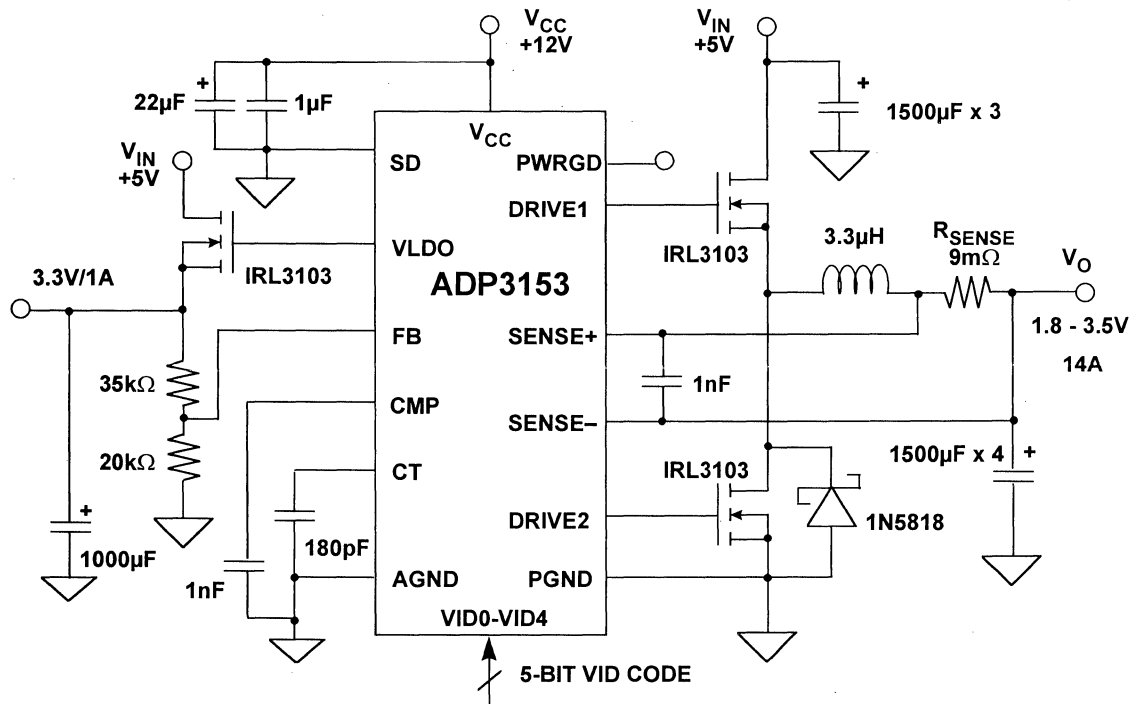 VCC
+12V
VIN
+5V
22µF
+
1µF
+
1500µF x 3
VIN
+5V
VCC
SD
PWRGD
DRIVE1
VLDO
IRL3103
IRL3103
3.3V/1A
ADP3153
3.3µH
RSENSE
9mΩ
VO
1.8 - 3.5V
14A
FB
SENSE+
35kΩ
1nF
CMP
SENSE–
20kΩ
CT
IRL3103
1500µF x 4
+
+
1000µF
180pF
DRIVE2
1N5818
1nF
AGND
PGND
VID0-VID4
5-BIT VID CODE